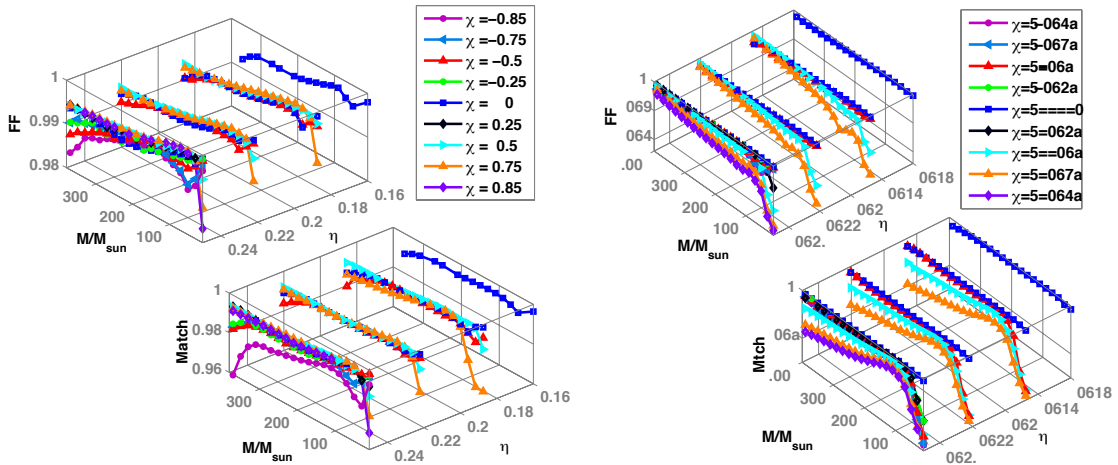 1
0.99
0.98
FF
300
200
100
M/M_sun
0.24
0.22
0.2
0.18
0.16
η
χ = −0.85
χ = −0.75
χ = −0.5
χ = −0.25
χ = 0
χ = 0.25
χ = 0.5
χ = 0.75
χ = 0.85
1
069
064
.00
FF
300
200
100
M/M_sun
062.
0622
062
0614
0618
η
χ=5-064a
χ=5-067a
χ=5=06a
χ=5-062a
χ=5====0
χ=5=062a
χ=5==06a
χ=5=067a
χ=5=064a
1
0.98
0.96
Match
300
200
100
M/M_sun
0.24
0.22
0.2
0.18
0.16
η
1
06a
.00
Mtch
300
200
100
M/M_sun
062.
0622
062
0614
0618
η